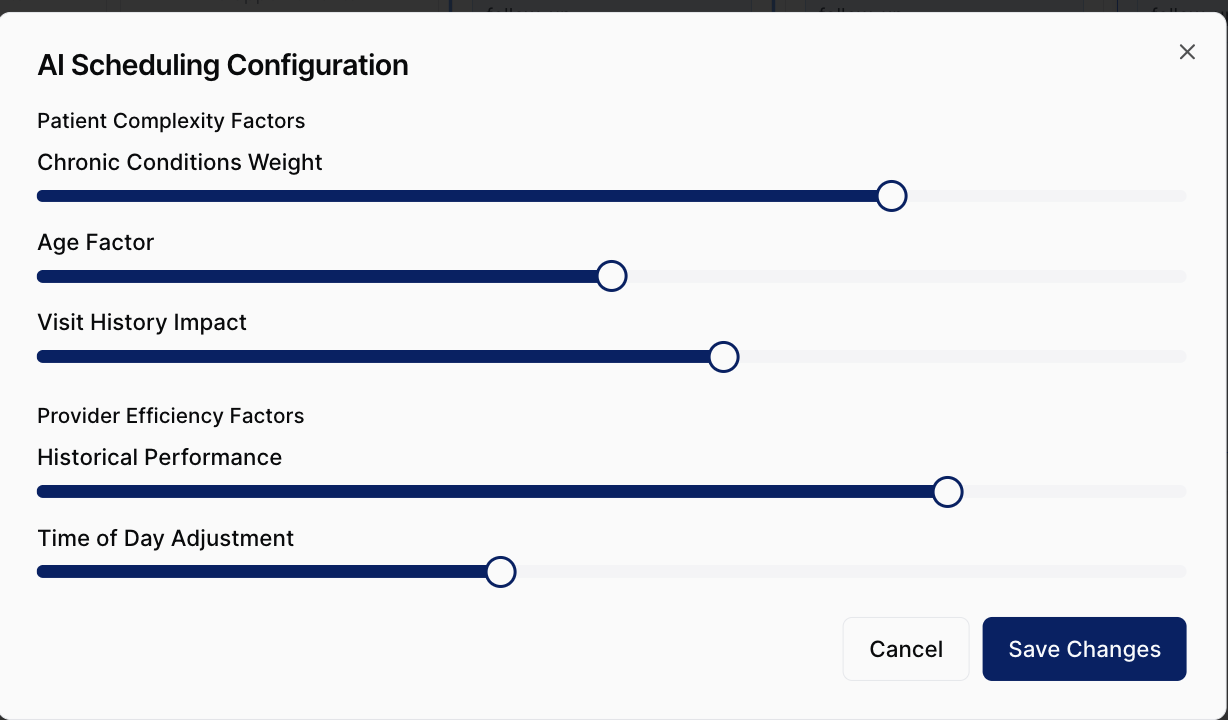 AI Scheduling Configuration
Patient Complexity Factors
Chronic Conditions Weight
Age Factor
Visit History Impact
Provider Efficiency Factors
Historical Performance
Time of Day Adjustment
Cancel
Save Changes